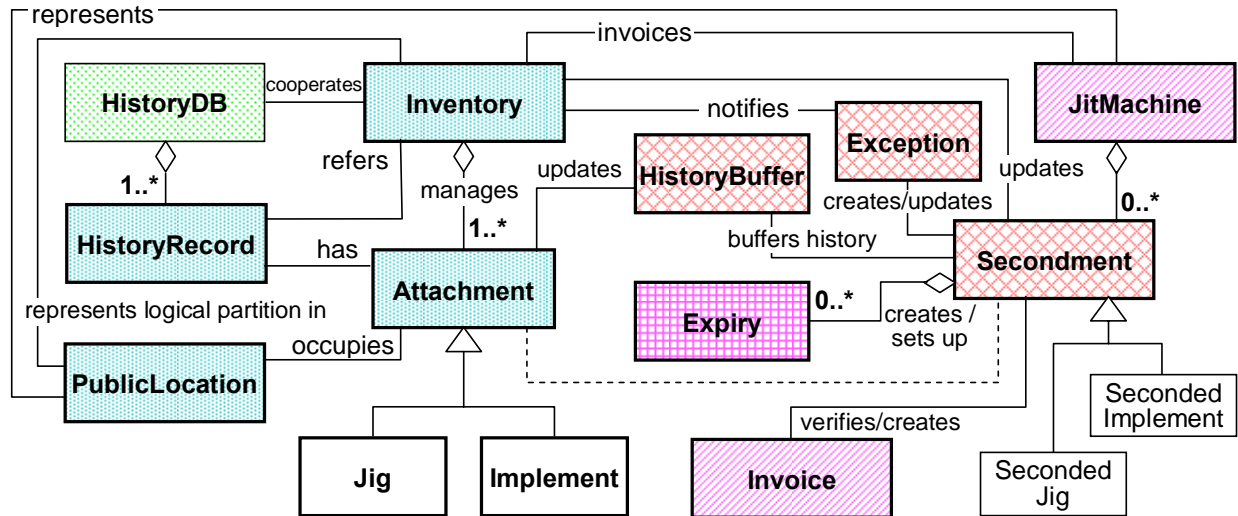 represents
invoices
HistoryDB
cooperates
Inventory
JitMachine
notifies
Exception
refers
updates
HistoryBuffer
updates
1..*
manages
creates/updates
0..*
HistoryRecord
1..*
buffers history
has
Secondment
Attachment
0..*
Expiry
creates /
sets up
represents logical partition in
occupies
PublicLocation
Seconded
Implement
verifies/creates
Jig
Implement
Invoice
Seconded
Jig